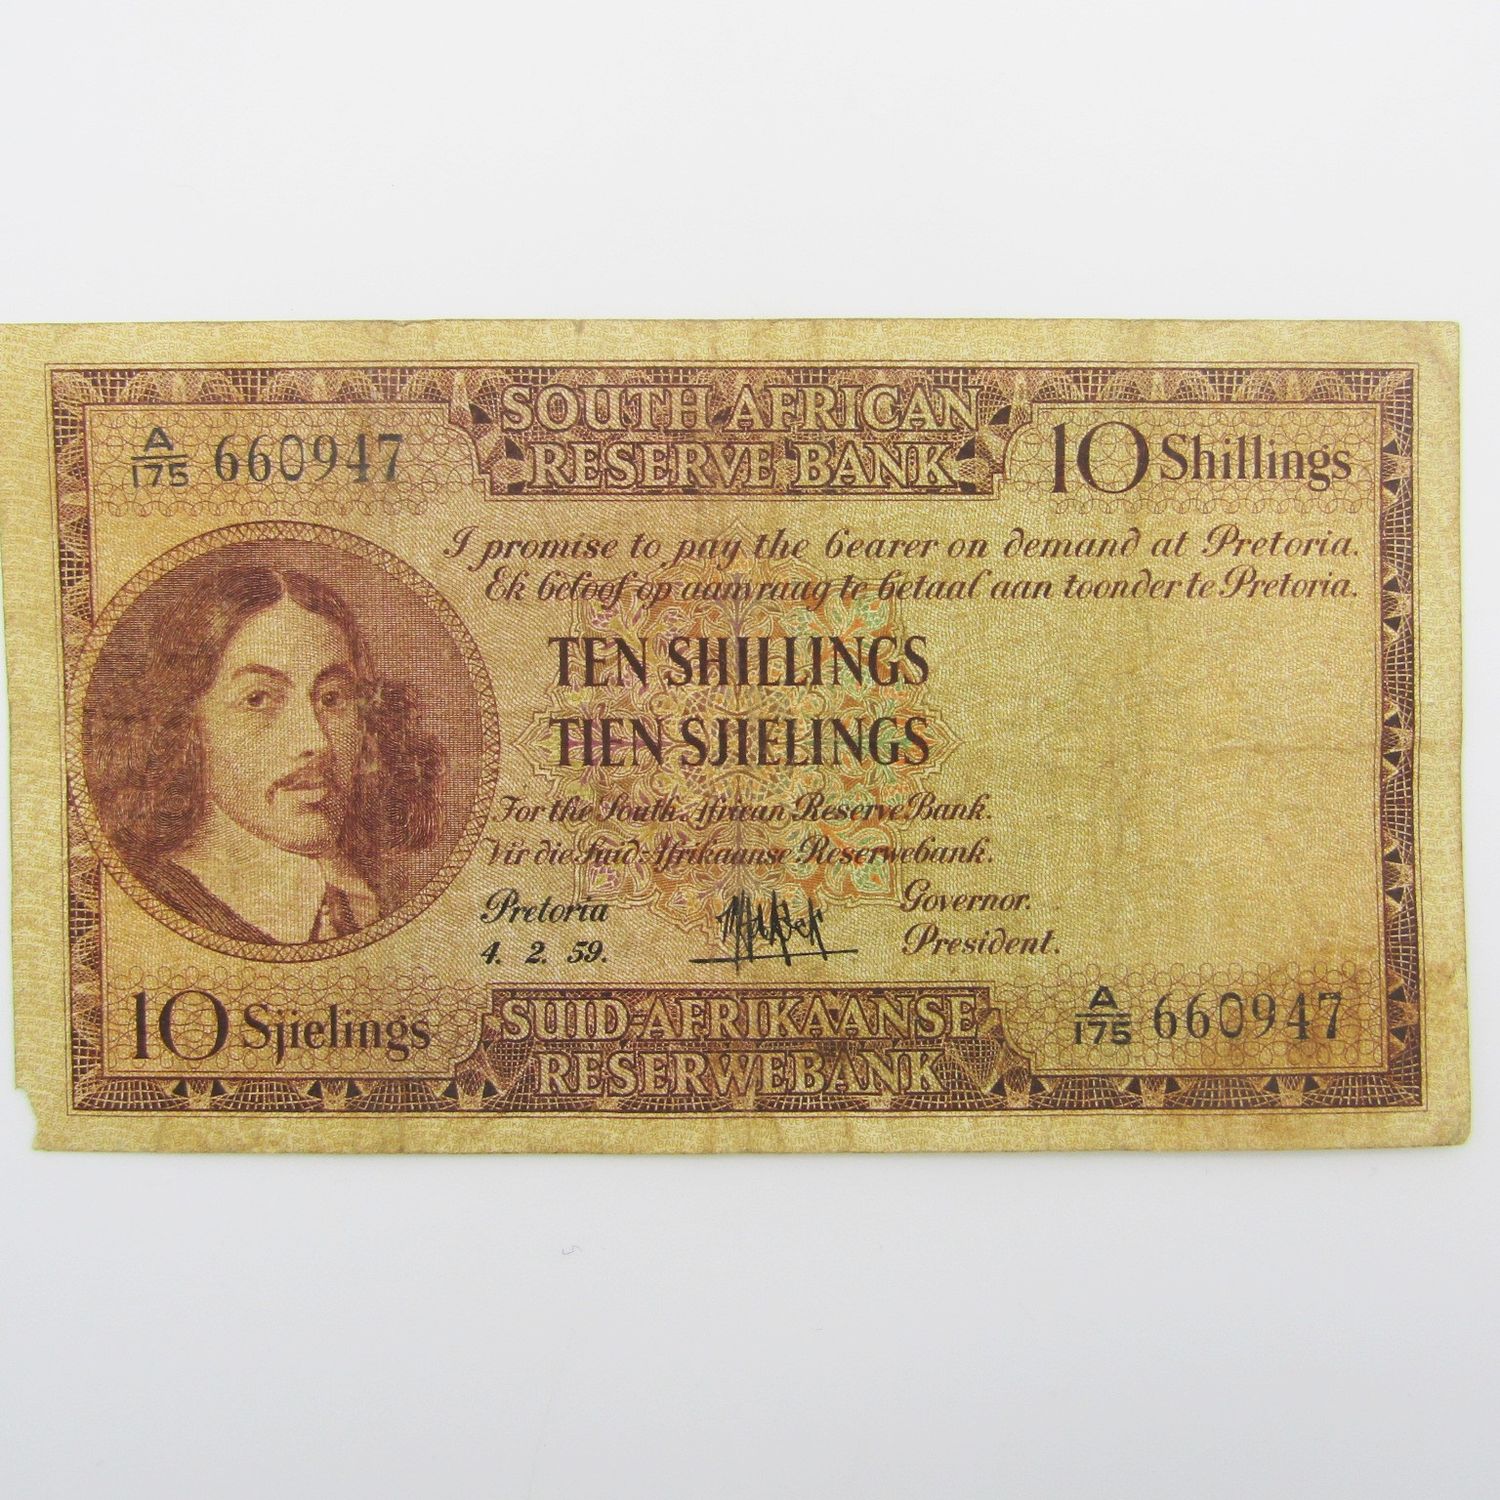 SOUTH AFRICAN
RESERVE BANK
A/175 660947
10 Shillings
I promise to pay the bearer on demand at Pretoria.
Ek beloof op aanvraag te betaal aan toonder te Pretoria.
TEN SHILLINGS
TIEN SJIELINGS
For the South African Reserve Bank.
Vir die Suid-Afrikaanse Reserwebank.
Pretoria
4. 2. 59.
Governor.
President.
10 Sjielings
SUID-AFRIKAANSE
RESERWEBANK
A/175 660947